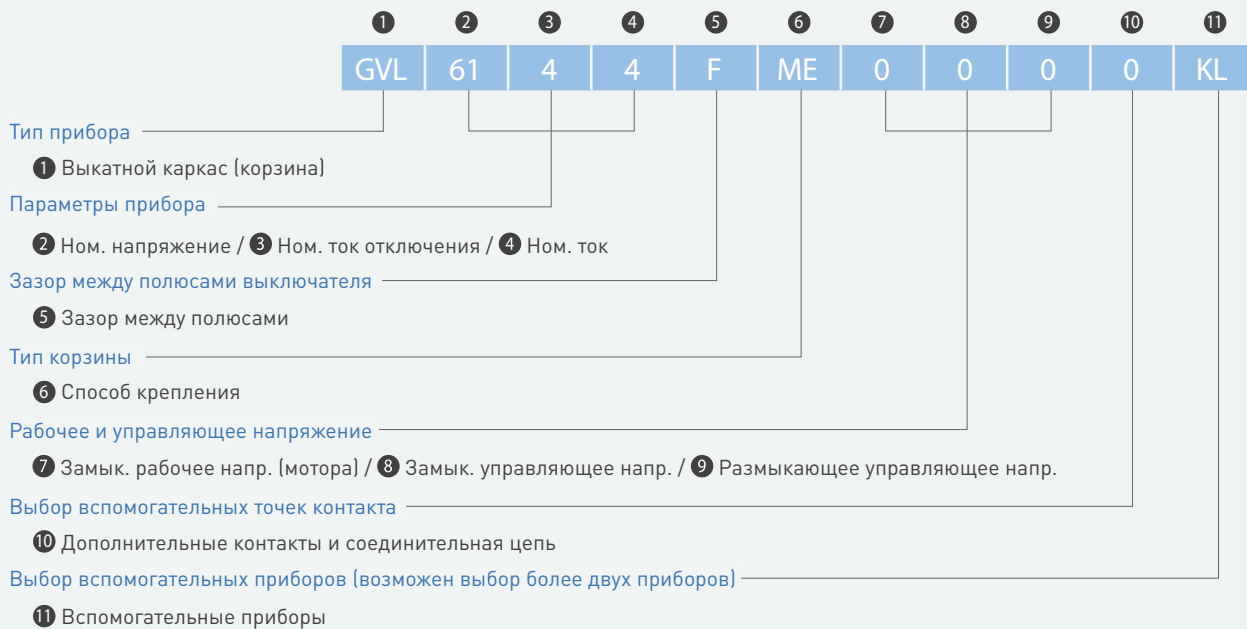 ❶ ❷ ❸ ❹ ❺ ❻ ❼ ❽ ❾ ❿ ⓫
GVL 61 4 4 F ME 0 0 0 0 KL
Тип прибора
❶ Выкатной каркас (корзина)
Параметры прибора
❷ Ном. напряжение / ❸ Ном. ток отключения / ❹ Ном. ток
Зазор между полюсами выключателя
❺ Зазор между полюсами
Тип корзины
❻ Способ крепления
Рабочее и управляющее напряжение
❼ Замык. рабочее напр. (мотора) / ❽ Замык. управляющее напр. / ❾ Размыкающее управляющее напр.
Выбор вспомогательных точек контакта
❿ Дополнительные контакты и соединительная цепь
Выбор вспомогательных приборов (возможен выбор более двух приборов)
⓫ Вспомогательные приборы